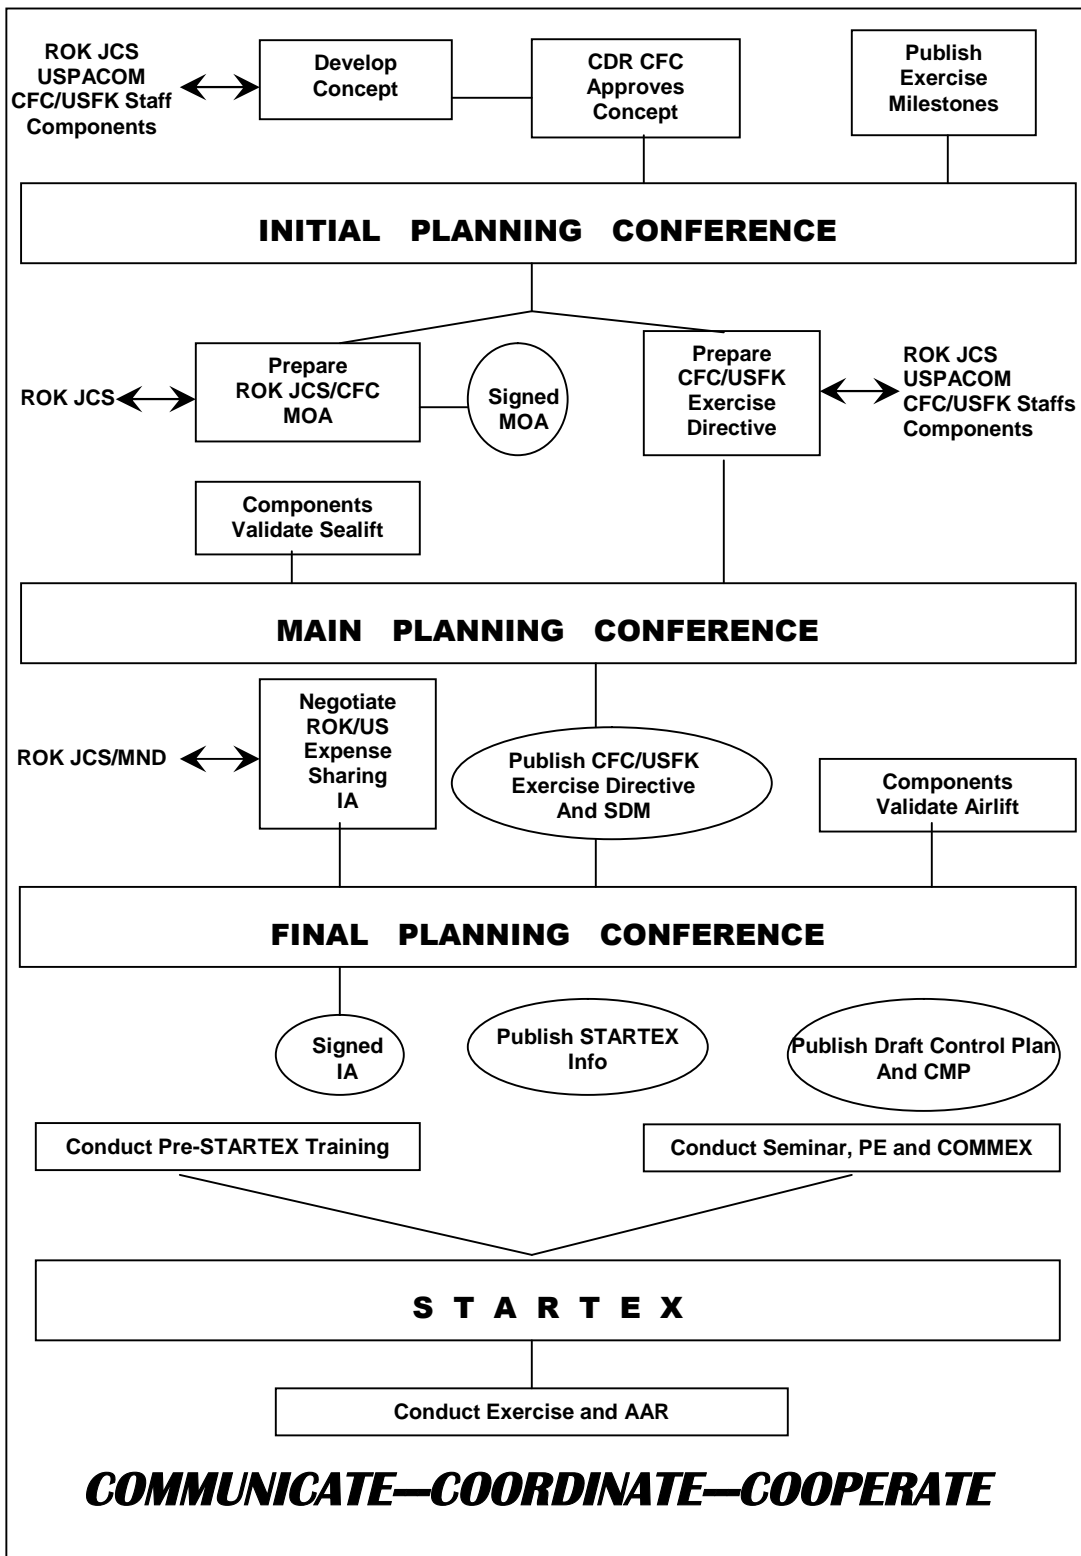 ROK JCS
USPACOM
CFC/USFK Staff
Components
Develop
Concept
CDR CFC
Approves
Concept
Publish
Exercise
Milestones
INITIAL PLANNING CONFERENCE
ROK JCS
Prepare
ROK JCS/CFC
MOA
Signed
MOA
Prepare
CFC/USFK
Exercise
Directive
ROK JCS
USPACOM
CFC/USFK Staffs
Components
Components
Validate Sealift
MAIN PLANNING CONFERENCE
ROK JCS/MND
Negotiate
ROK/US
Expense
Sharing
IA
Publish CFC/USFK
Exercise Directive
And SDM
Components
Validate Airlift
FINAL PLANNING CONFERENCE
Signed
IA
Publish STARTEX
Info
Publish Draft Control Plan
And CMP
Conduct Pre-STARTEX Training
Conduct Seminar, PE and COMMEX
S T A R T E X
Conduct Exercise and AAR
COMMUNICATE—COORDINATE—COOPERATE